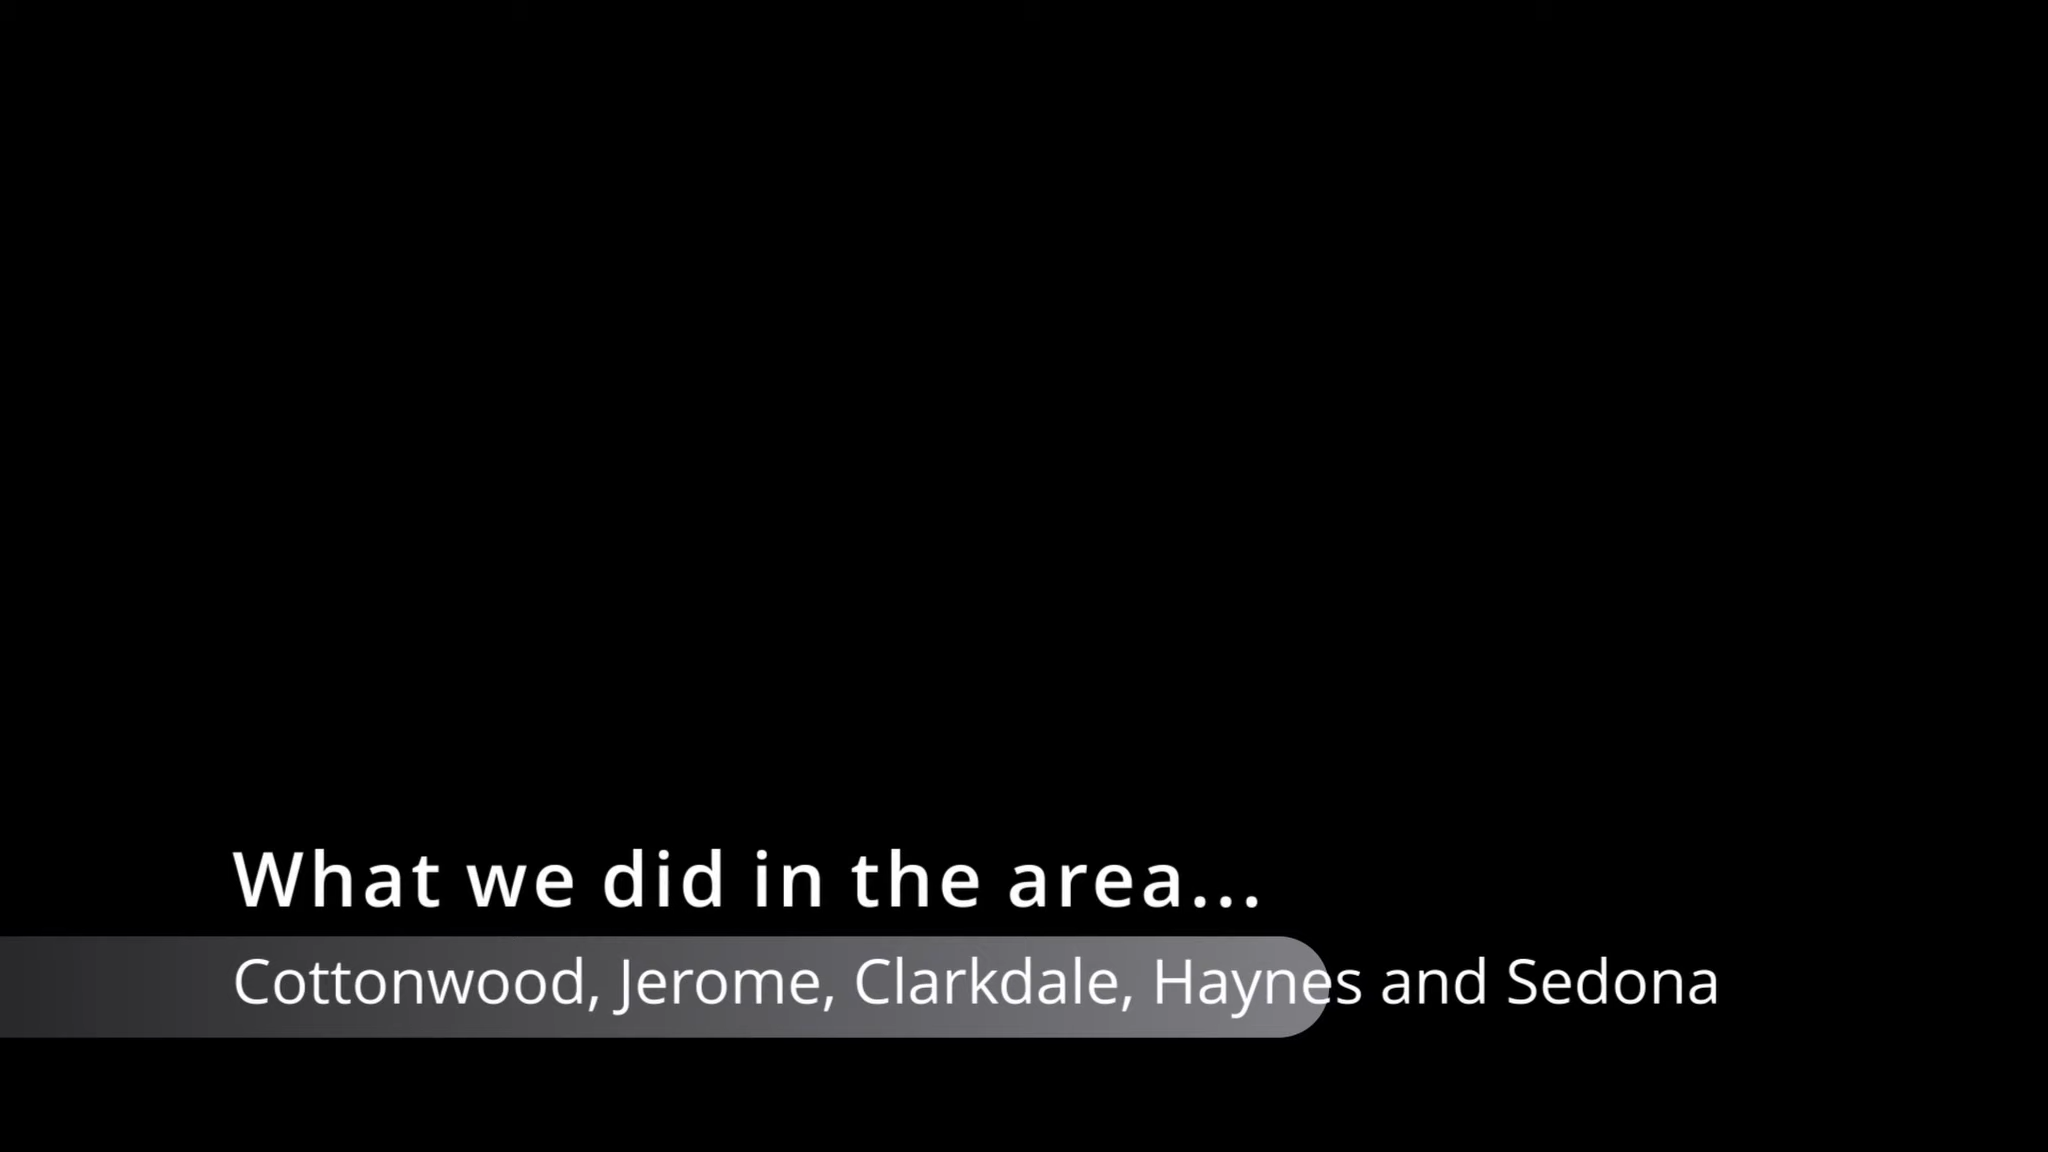 What we did in the area...
Cottonwood, Jerome, Clarkdale, Haynes and Sedona